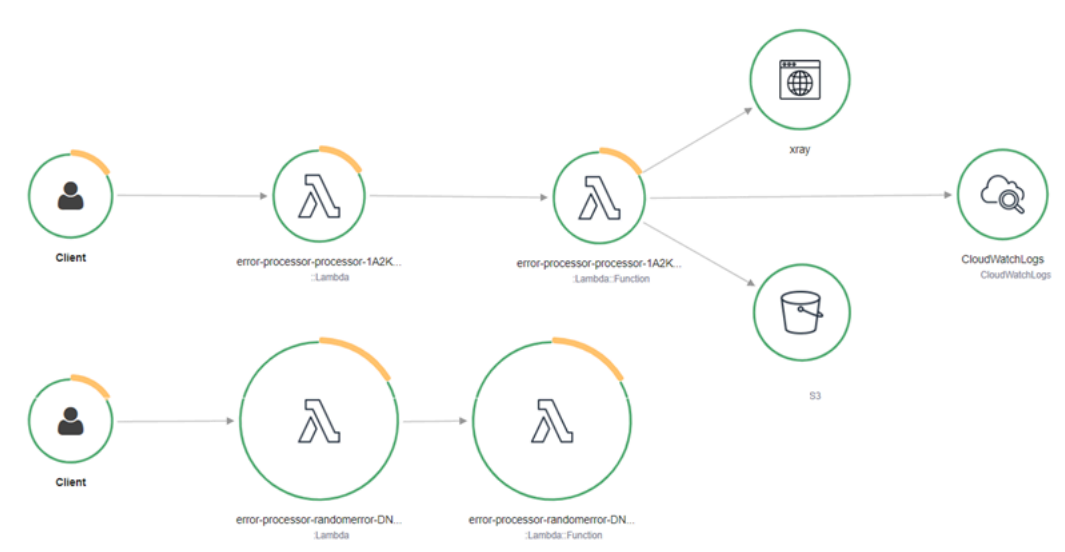 xray
Client
error-processor-processor-1A2K...
::Lambda
error-processor-processor-1A2K...
:Lambda::Function
CloudWatchLogs
CloudWatchLogs
S3
Client
error-processor-randomerror-DN...
:Lambda
error-processor-randomerror-DN...
:Lambda::Function